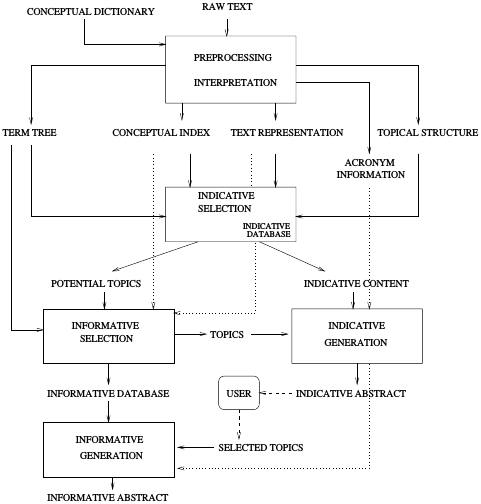 CONCEPTUAL DICTIONARY
RAW TEXT
PREPROCESSING
INTERPRETATION
TERM TREE
CONCEPTUAL INDEX
TEXT REPRESENTATION
TOPICAL STRUCTURE
ACRONYM
INFORMATION
INDICATIVE
SELECTION
INDICATIVE
DATABASE
POTENTIAL TOPICS
INDICATIVE CONTENT
INFORMATIVE
SELECTION
TOPICS
INDICATIVE
GENERATION
INFORMATIVE DATABASE
USER
INDICATIVE ABSTRACT
INFORMATIVE
GENERATION
SELECTED TOPICS
INFORMATIVE ABSTRACT